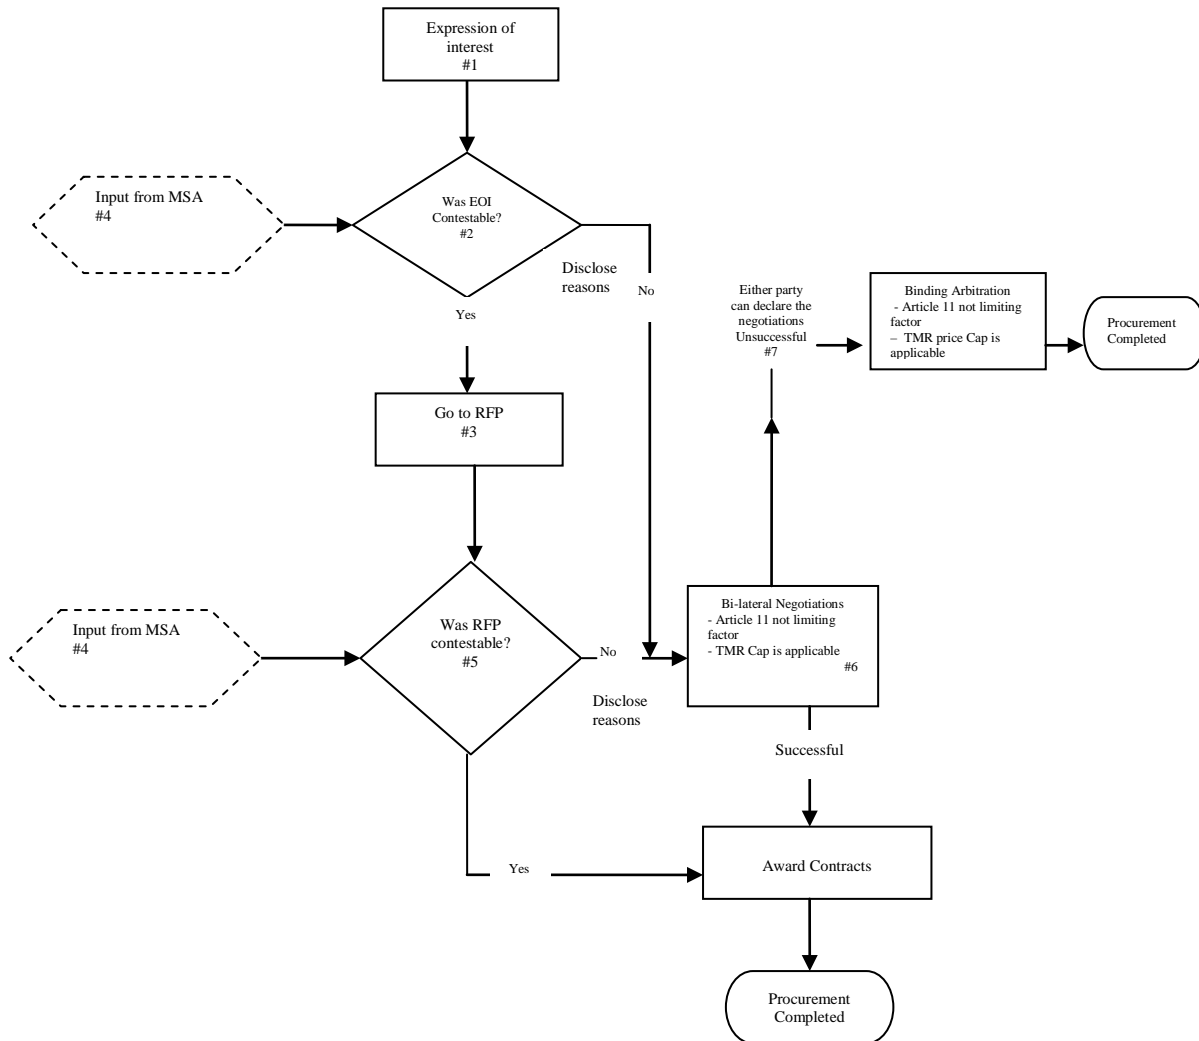 Expression of
interest
#1
Input from MSA
#4
Was EOI
Contestable?
#2
Disclose
reasons
No
Yes
Either party
can declare the
negotiations
Unsuccessful
#7
Binding Arbitration
- Article 11 not limiting
factor
– TMR price Cap is
applicable
Procurement
Completed
Go to RFP
#3
Input from MSA
#4
Was RFP
contestable?
#5
No
Disclose
reasons
Bi-lateral Negotiations
- Article 11 not limiting
factor
- TMR Cap is applicable
#6
Successful
Yes
Award Contracts
Procurement
Completed